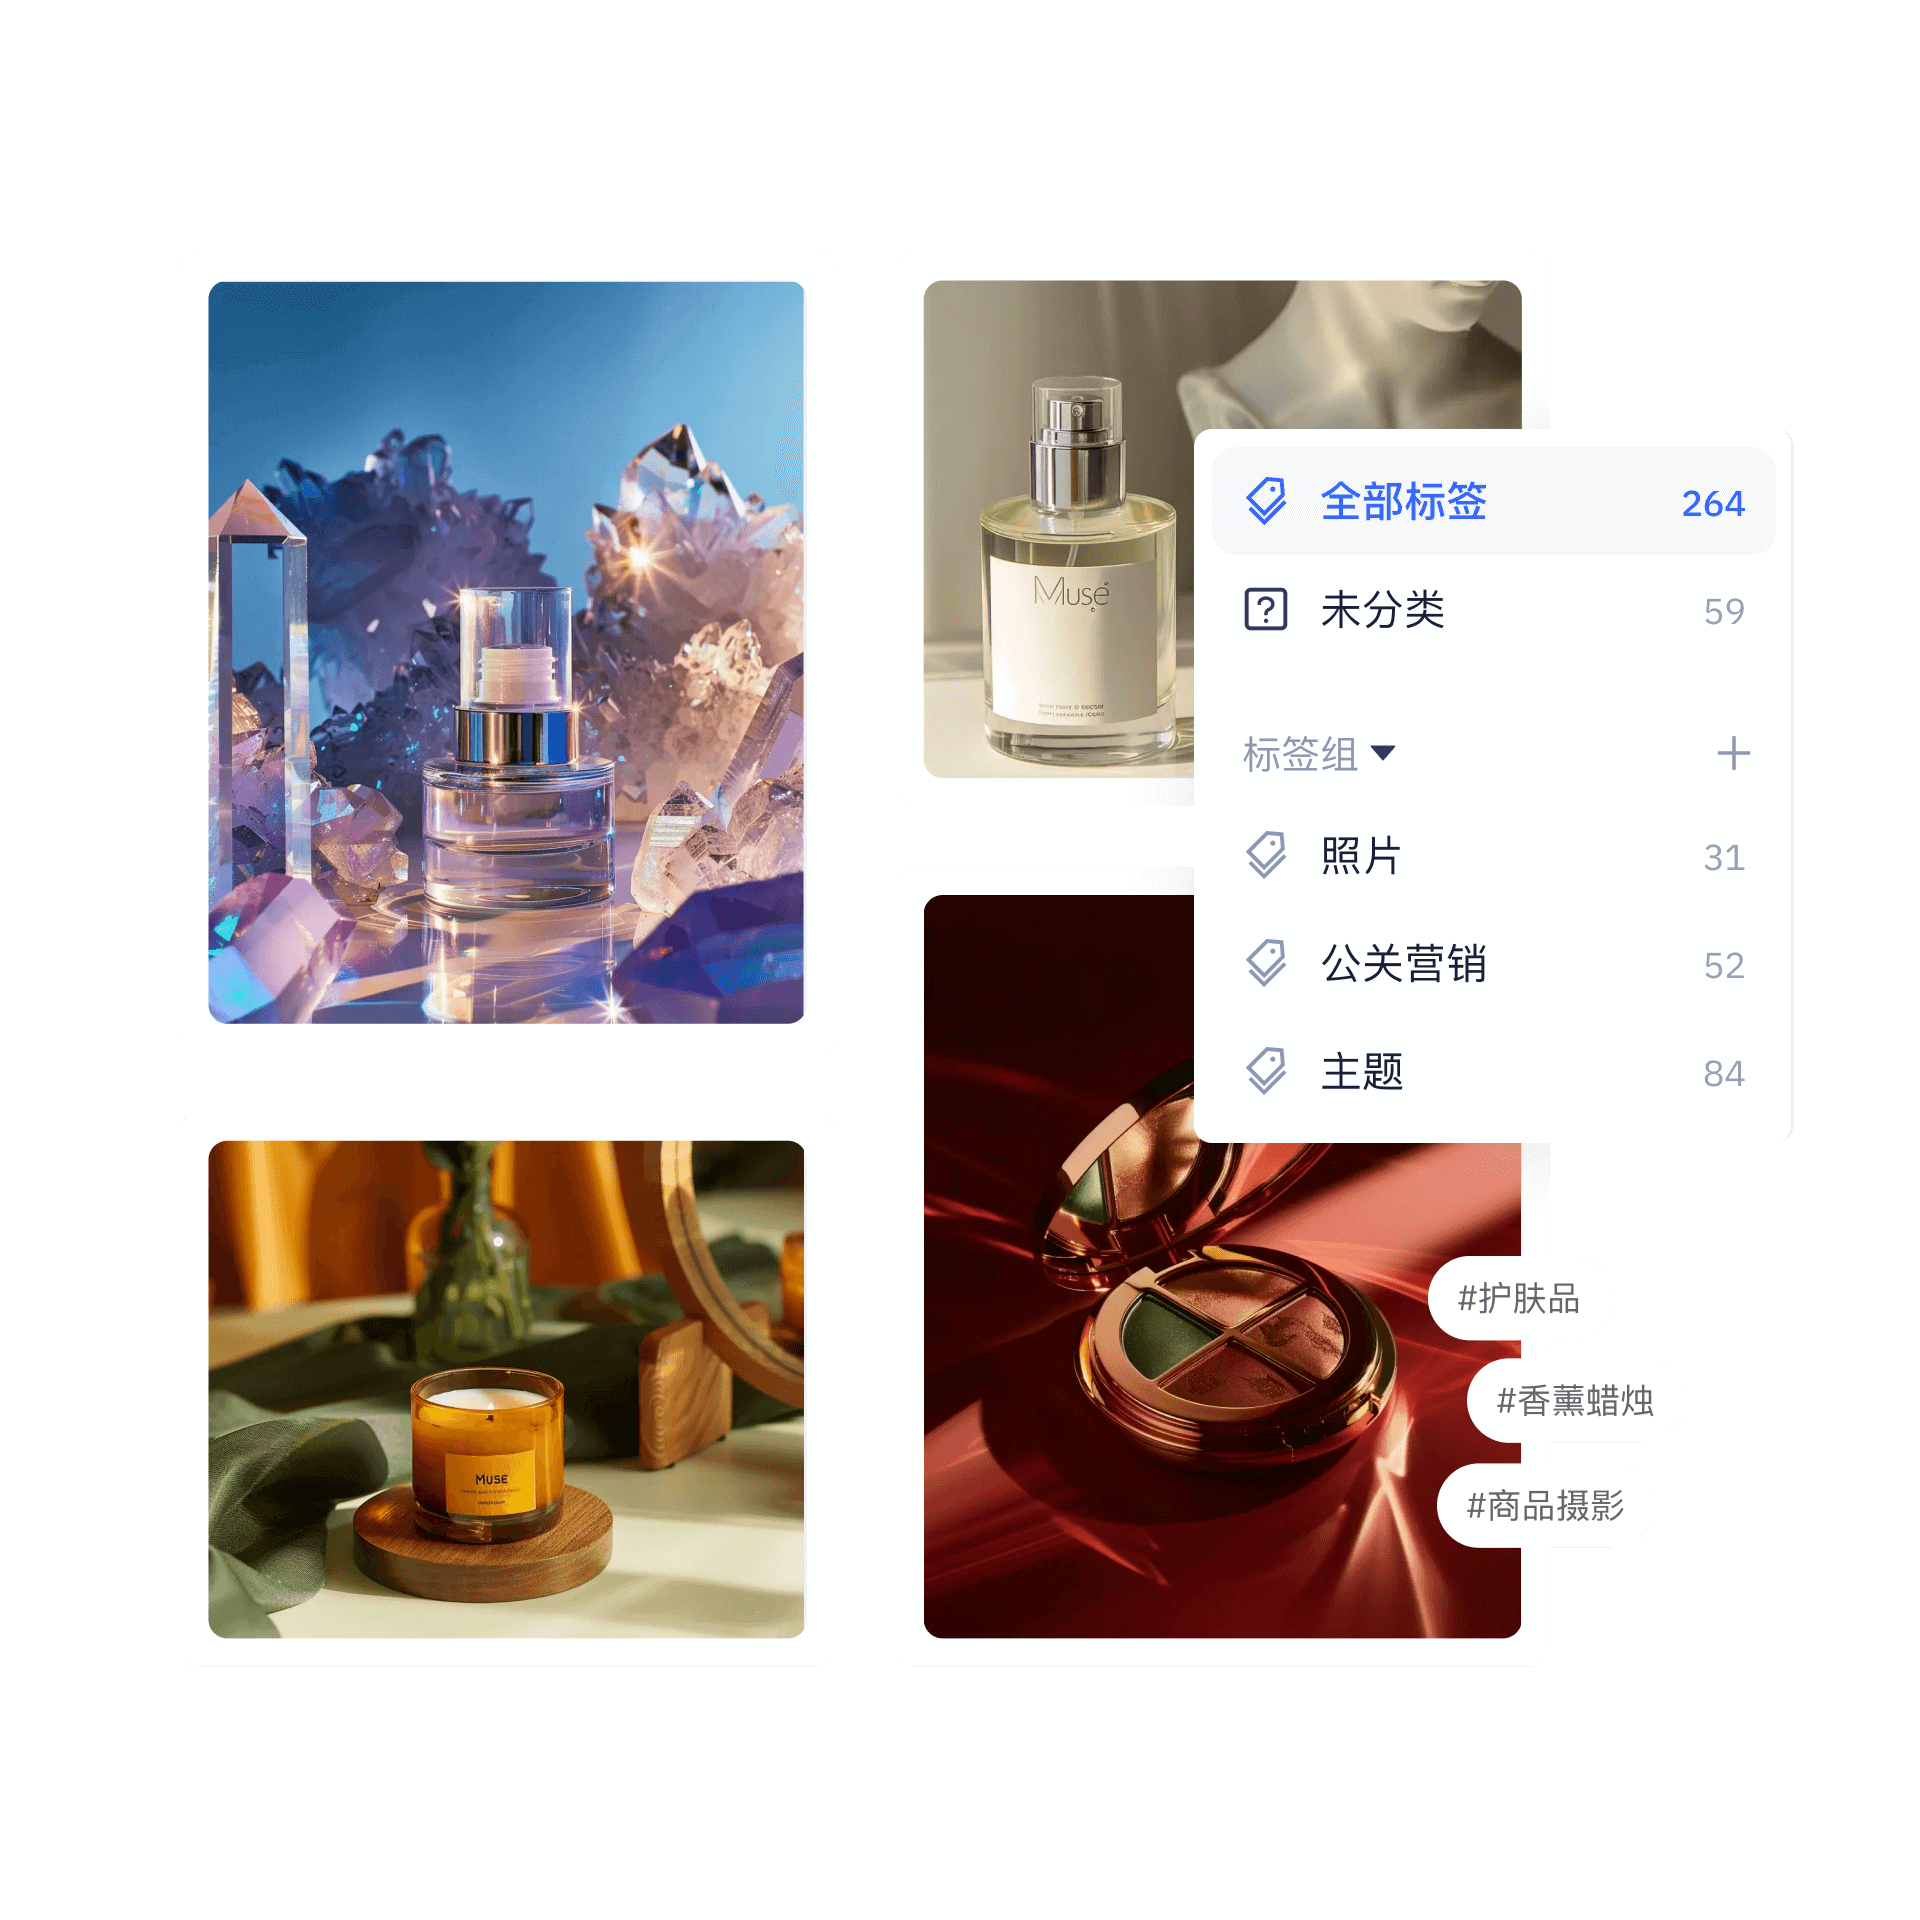 Muse
全部标签 264
未分类 59
标签组
照片 31
公关营销 52
主题 84
MUSE
#护肤品
#香薰蜡烛
#商品摄影